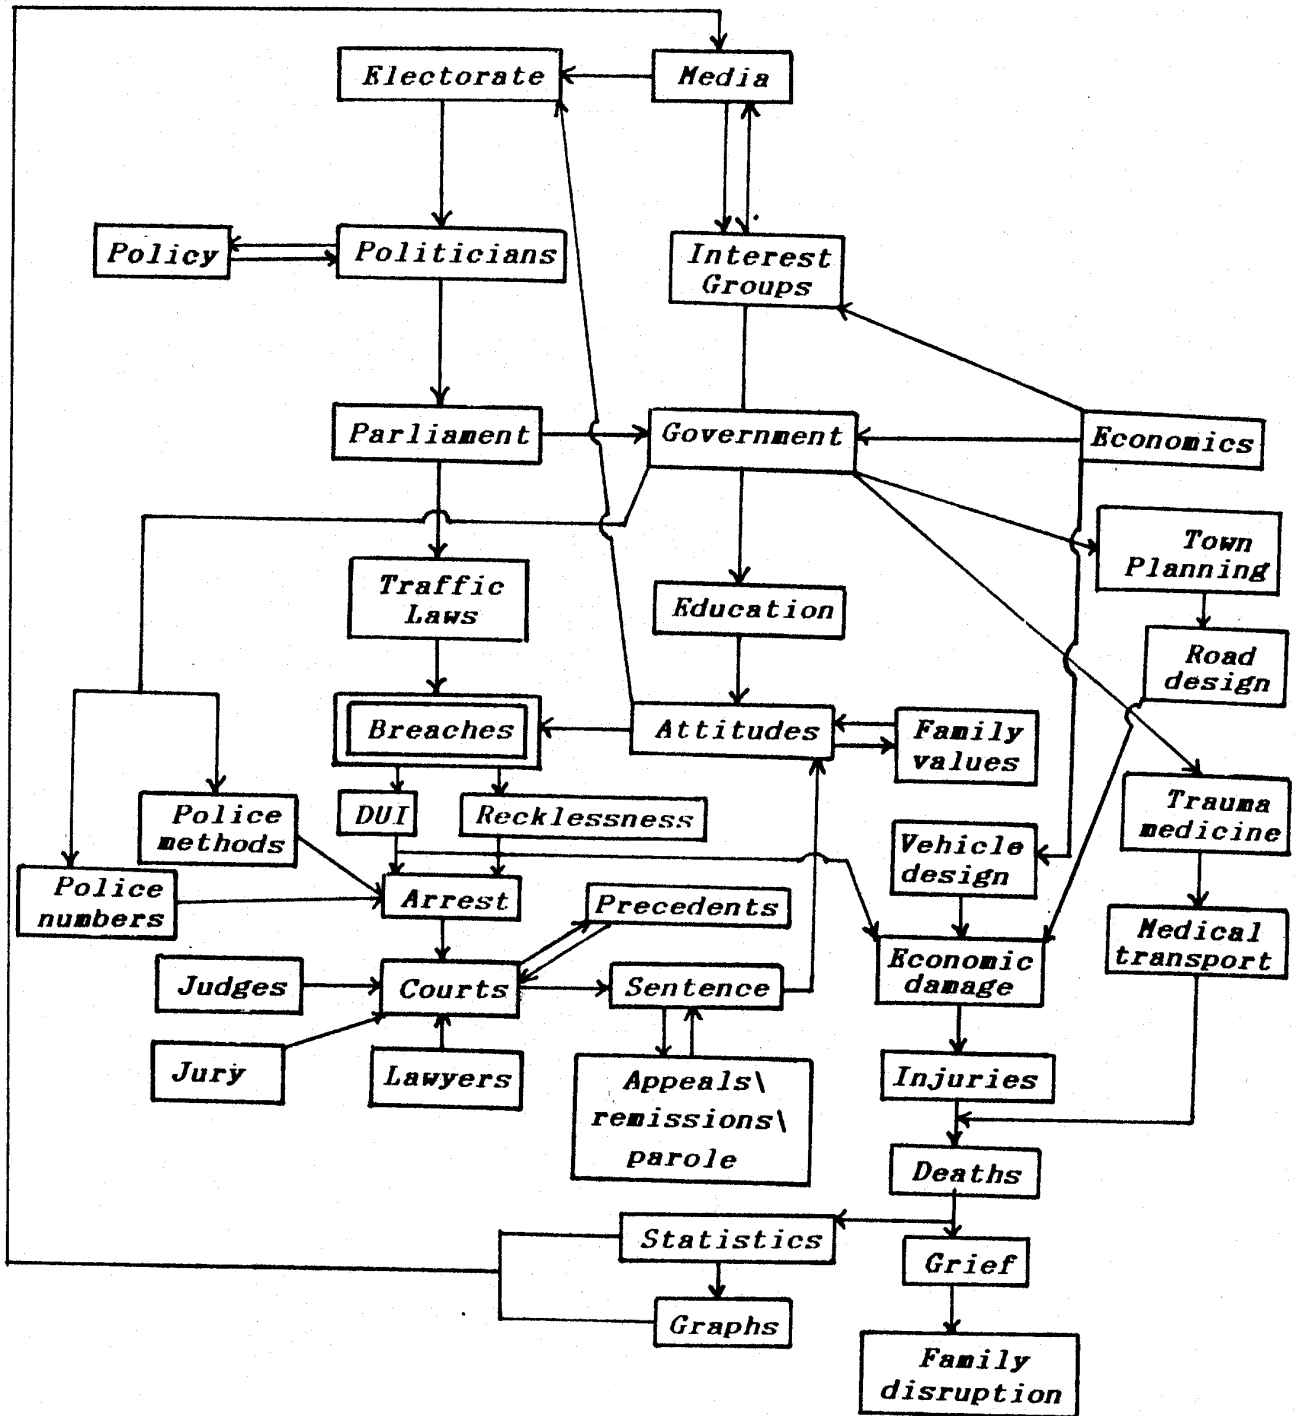 Electorate
Media
Policy
Politicians
Interest
Groups
Parliament
Government
Economics
Traffic
Laws
Education
Town
Planning
Road
design
Breaches
Attitudes
Family
values
DUI
Recklessness
Police
methods
Vehicle
design
Trauma
medicine
Police
numbers
Arrest
Precedents
Medical
transport
Judges
Courts
Sentence
Economic
damage
Jury
Lawyers
Appeals\
remissions\
parole
Injuries
Deaths
Statistics
Grief
Graphs
Family
disruption